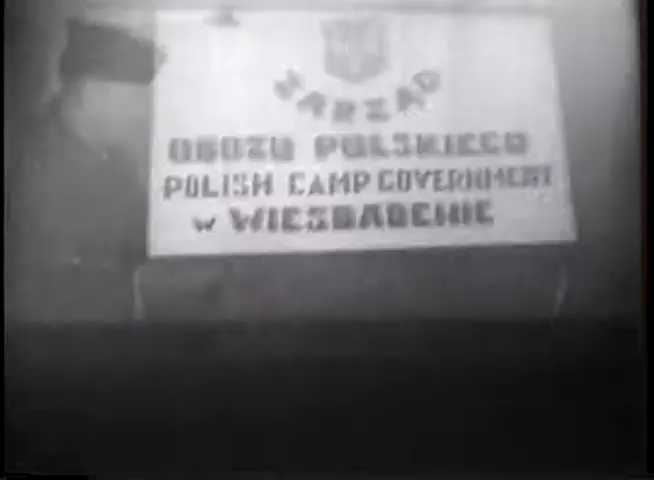 ZARZĄD
OBOZU POLSKIEGO
POLISH CAMP GOVERNMENT
w WIESBADENIE